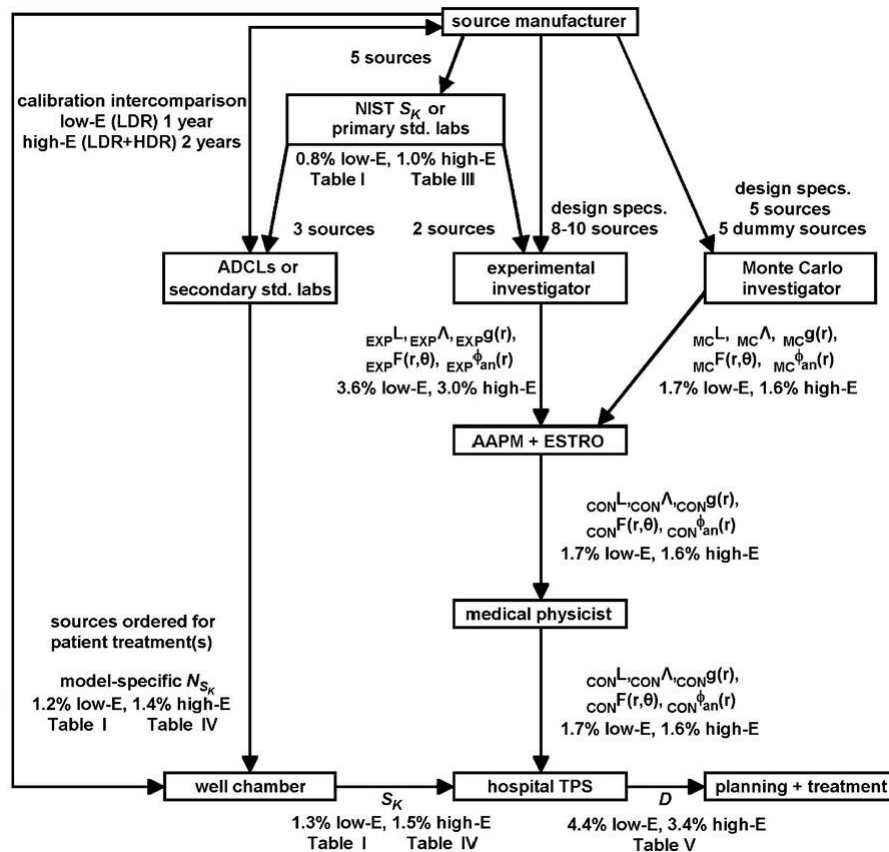 source manufacturer
5 sources
calibration intercomparison
low-E (LDR) 1 year
high-E (LDR+HDR) 2 years
NIST S_K or
primary std. labs
0.8% low-E, 1.0% high-E
Table I Table III
design specs.
8-10 sources
design specs.
5 sources
5 dummy sources
3 sources
2 sources
ADCLs or
secondary std. labs
experimental
investigator
Monte Carlo
investigator
EXPL, EXPΛ, EXPg(r),
EXPF(r,θ), EXPϕan(r)
3.6% low-E, 3.0% high-E
MCL, MCΛ, MCg(r),
MCF(r,θ), MCϕan(r)
1.7% low-E, 1.6% high-E
AAPM + ESTRO
CONL,CONΛ,CONg(r),
CONF(r,θ), CONϕan(r)
1.7% low-E, 1.6% high-E
medical physicist
sources ordered for
patient treatment(s)
model-specific N_SK
1.2% low-E, 1.4% high-E
Table I Table IV
CONL,CONΛ,CONg(r),
CONF(r,θ), CONϕan(r)
1.7% low-E, 1.6% high-E
well chamber
S_K
hospital TPS
D
planning + treatment
1.3% low-E, 1.5% high-E
Table I Table IV
4.4% low-E, 3.4% high-E
Table V